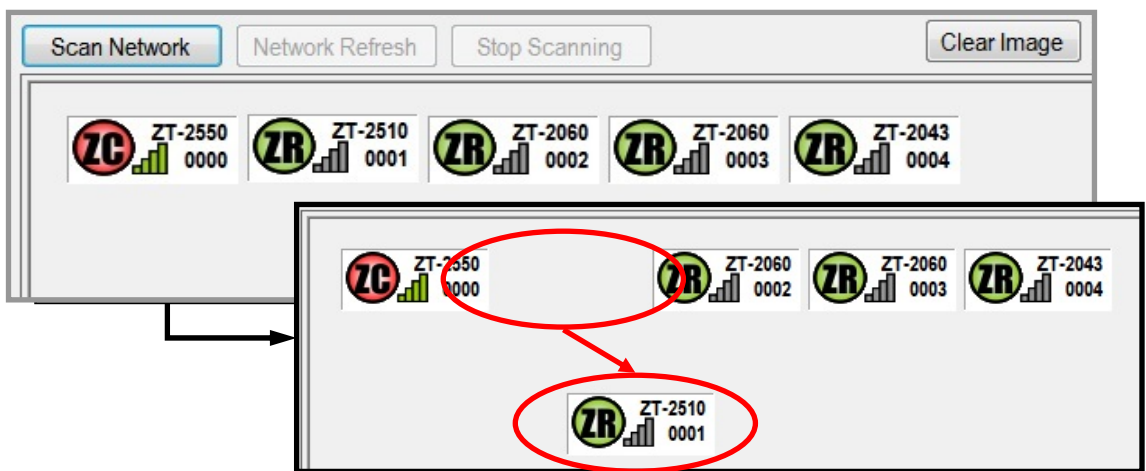 Scan Network Network Refresh Stop Scanning Clear Image
ZC ZT-2550 ZR ZT-2510 ZR ZT-2060 ZR ZT-2060 ZR ZT-2043
0000 0001 0002 0003 0004
ZC ZT-2550 ZR ZT-2060 ZR ZT-2060 ZR ZT-2043
0000 0002 0003 0004
ZR ZT-2510
0001